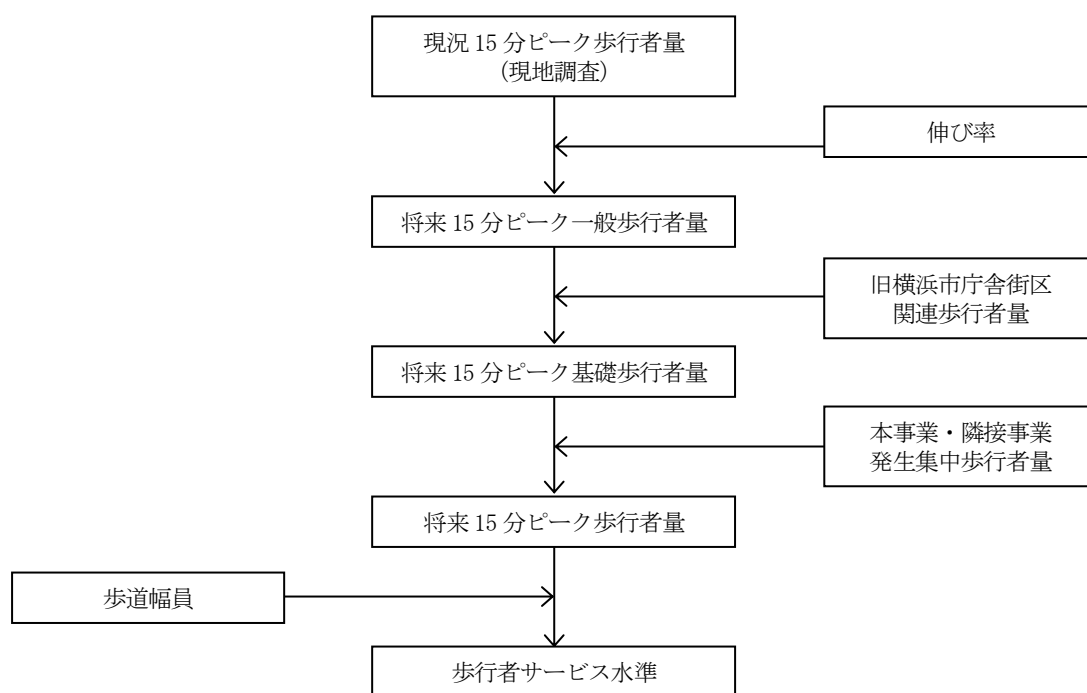 現況 15 分ピーク歩行者量
(現地調査)
伸び率
将来 15 分ピーク一般歩行者量
旧横浜市庁舎街区
関連歩行者量
将来 15 分ピーク基礎歩行者量
本事業・隣接事業
発生集中歩行者量
将来 15 分ピーク歩行者量
歩道幅員
歩行者サービス水準